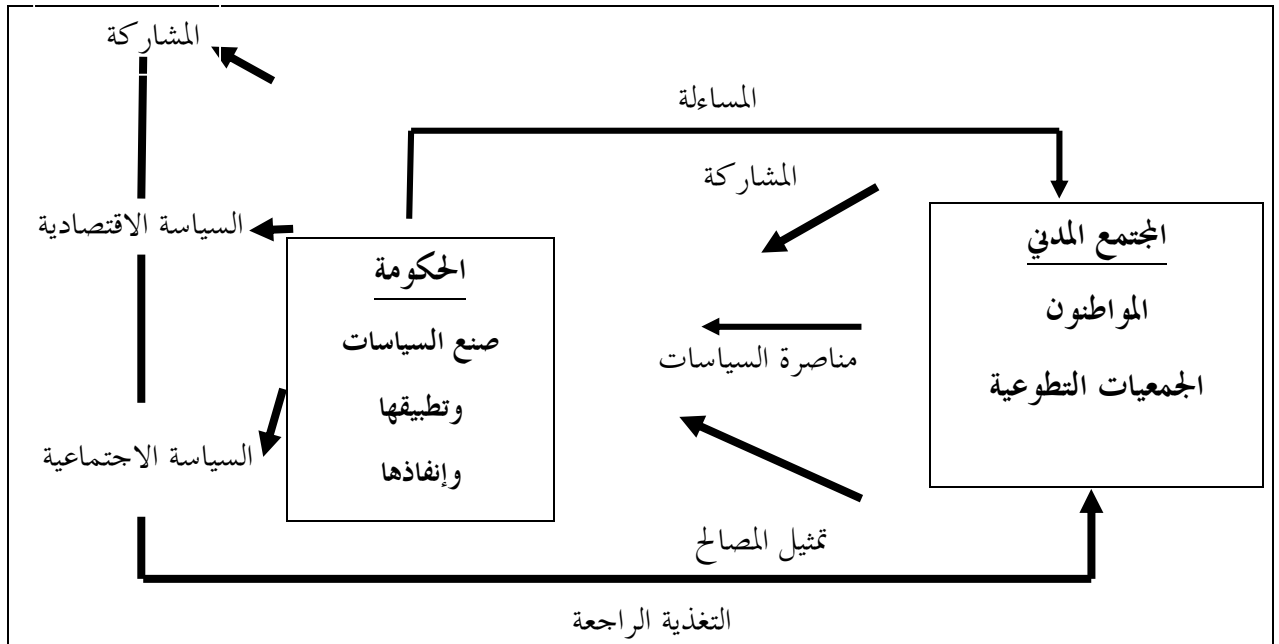 المشاركة
المساءلة
المشاركة
المجتمع المدني
المواطنون
الجمعيات التطوعية
مناصرة السياسات
تمثيل المصالح
الحكومة
صنع السياسات
وتطبيقها
وإنفاذها
السياسة الاقتصادية
السياسة الاجتماعية
التغذية الراجعة